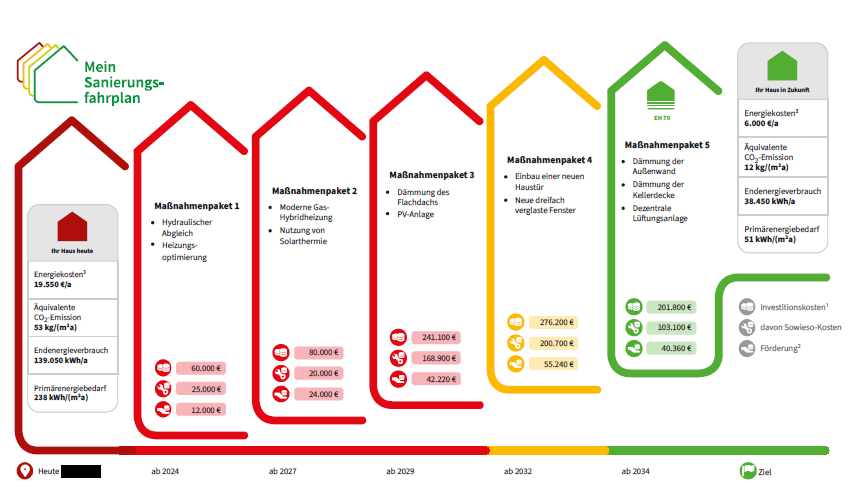 Mein
Sanierungs-
fahrplan
Ihr Haus heute
Energiekosten³
19.550 €/a
Äquivalente
CO₂-Emission
53 kg/(m²a)
Endenergieverbrauch
139.050 kWh/a
Primärenergiebedarf
238 kWh/(m²a)
Maßnahmenpaket 1
• Hydraulischer
Abgleich
• Heizungs-
optimierung
60.000 €
25.000 €
12.000 €
Maßnahmenpaket 2
• Moderne Gas-
Hybridheizung
• Nutzung von
Solarthermie
80.000 €
20.000 €
24.000 €
Maßnahmenpaket 3
• Dämmung des
Flachdachs
• PV-Anlage
241.100 €
168.900 €
42.220 €
Maßnahmenpaket 4
• Einbau einer neuen
Haustür
• Neue dreifach
verglaste Fenster
276.200 €
200.700 €
55.240 €
EH 70
Maßnahmenpaket 5
• Dämmung der
Außenwand
• Dämmung der
Kellerdecke
• Dezentrale
Lüftungsanlage
201.800 €
103.100 €
40.360 €
Ihr Haus in Zukunft
Energiekosten³
6.000 €/a
Äquivalente
CO₂-Emission
12 kg/(m²a)
Endenergieverbrauch
38.450 kWh/a
Primärenergiebedarf
51 kWh/(m²a)
Investitionskosten¹
davon Sowieso-Kosten
Förderung²
Heute
ab 2024
ab 2027
ab 2029
ab 2032
ab 2034
Ziel